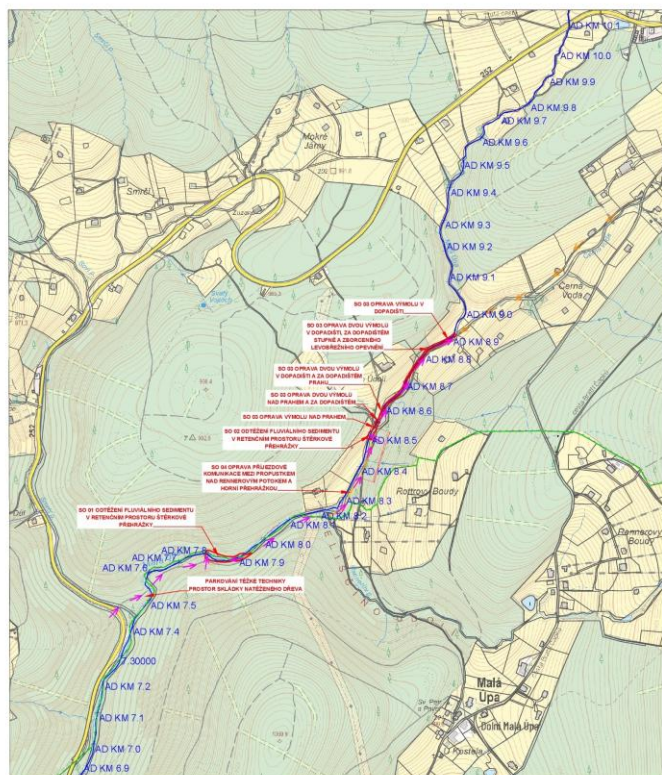 AD KM 10.1
AD KM 10.0
AD KM 9.9
AD KM 9.8
AD KM 9.7
AD KM 9.6
AD KM 9.5
AD KM 9.4
AD KM 9.3
AD KM 9.2
AD KM 9.1
AD KM 9.0
AD KM 8.9
AD KM 8.8
AD KM 8.7
AD KM 8.6
AD KM 8.5
AD KM 8.4
AD KM 8.3
AD KM 8.2
AD KM 8
AD KM 8.0
AD KM 7.9
AD KM 7.8
AD KM 7.7
AD KM 7.6
AD KM 7.5
AD KM 7.4
7.30000
AD KM 7.2
AD KM 7.1
AD KM 7.0
AD KM 6.9
252
Mokré
Jámy
Smrčí
252
Černá
Voda
SO 03 OPRAVA VÝMOLU V
DOPADIŠTI
SO 03 OPRAVA DVOU VÝMOLŮ
V DOPADIŠTI, ZA DOPADIŠTĚM
STUPNĚ A ZBORCENÉHO
LEVOBŘEŽNÍHO OPEVNĚNÍ
SO 03 OPRAVA DVOU VÝMOLŮ
V DOPADIŠTI A ZA DOPADIŠTĚM
PRAHU
SO 03 OPRAVA DVOU VÝMOLŮ
NAD PRAHEM A ZA DOPADIŠTĚM
SO 03 OPRAVA VÝMOLU NAD PRAHEM
SO 02 ODTĚŽENÍ FLUVIÁLNÍHO SEDIMENTU
V RETENČNÍM PROSTORU ŠTĚRKOVÉ
PŘEHRÁŽKY
SO 04 OPRAVA PŘÍJEZDOVÉ
KOMUNIKACE MEZI PROPUSTKEM
NAD RENNEROVÝM POTOKEM A
HORNÍ PŘEHRÁŽKOU
SO 01 ODTĚŽENÍ FLUVIÁLNÍHO SEDIMENTU
V RETENČNÍM PROSTORU ŠTĚRKOVÉ
PŘEHRÁŽKY
PARKOVÁNÍ TĚŽKÉ TECHNIKY
PROSTOR SKLÁDKY NATĚŽENÉHO DŘEVA
Rottrovy Boudy
Rennerovy
Boudy
Malá
Úpa
Sv. Petr
a Pavel
Dolní Malá Úpa
U Kostela